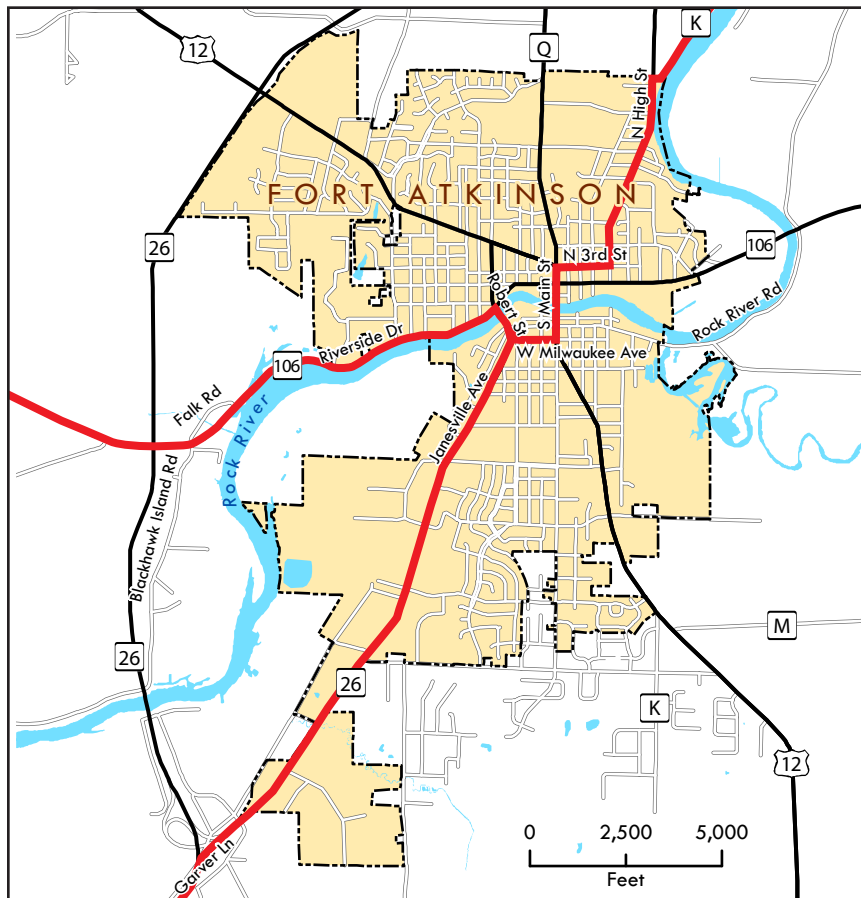 K
12
Q
N High St
FORT ATKINSON
26
106
N 3rd St
S Main St
Robert St
Rock River Rd
Riverside Dr
W Milwaukee Ave
106
Falk Rd
Janesville Ave
Rock River
Blackhawk Island Rd
M
26
26
K
12
0 2,500 5,000
Feet
Garver Ln